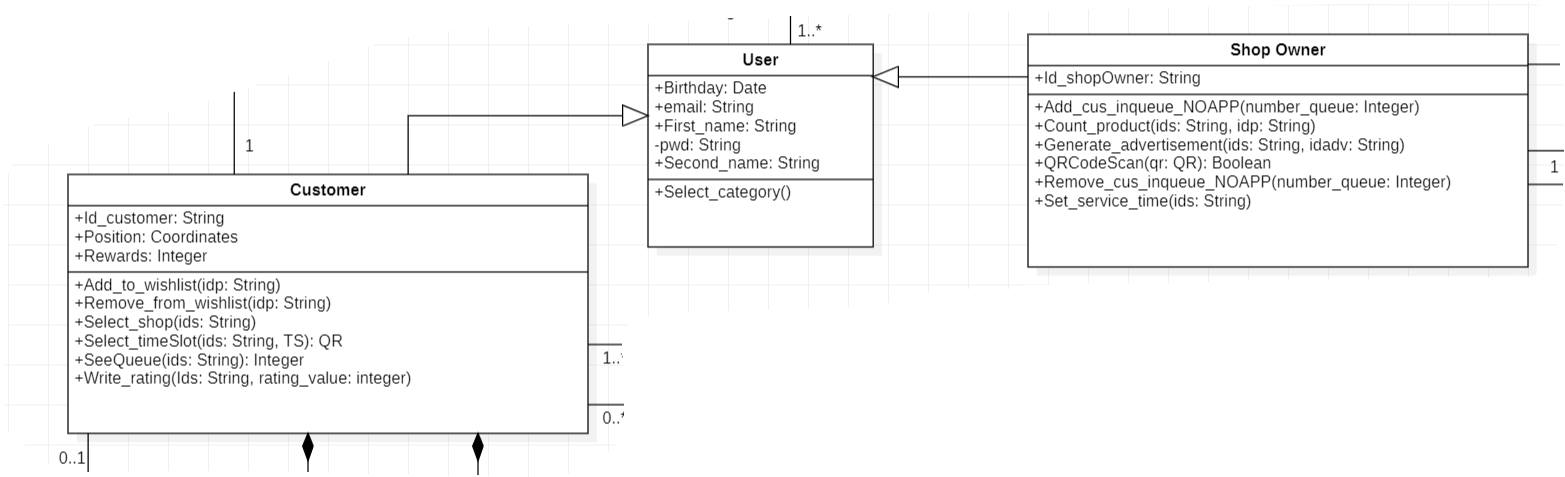 1..*
User
+Birthday: Date
+email: String
+First_name: String
-pwd: String
+Second_name: String
+Select_category()
Shop Owner
+Id_shopOwner: String
+Add_cus_inqueue_NOAPP(number_queue: Integer)
+Count_product(ids: String, idp: String)
+Generate_advertisement(ids: String, idadv: String)
+QRCodeScan(qr: QR): Boolean
+Remove_cus_inqueue_NOAPP(number_queue: Integer)
+Set_service_time(ids: String)
1
1
Customer
+Id_customer: String
+Position: Coordinates
+Rewards: Integer
+Add_to_wishlist(idp: String)
+Remove_from_wishlist(idp: String)
+Select_shop(ids: String)
+Select_timeSlot(ids: String, TS): QR
+SeeQueue(ids: String): Integer
+Write_rating(Ids: String, rating_value: integer)
1..*
0..*
0..1